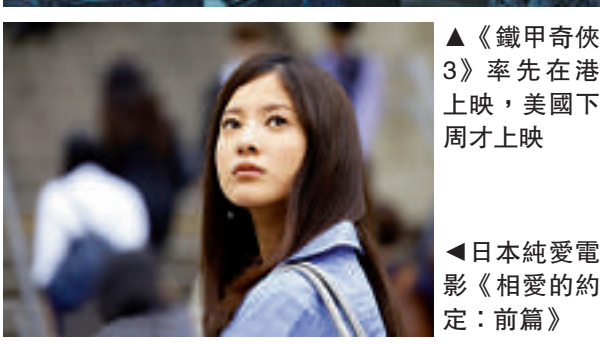 ▲《鐵甲奇俠
3》率先在港
上映，美國下
周才上映
◀日本純愛電
影《相愛的約
定：前篇》